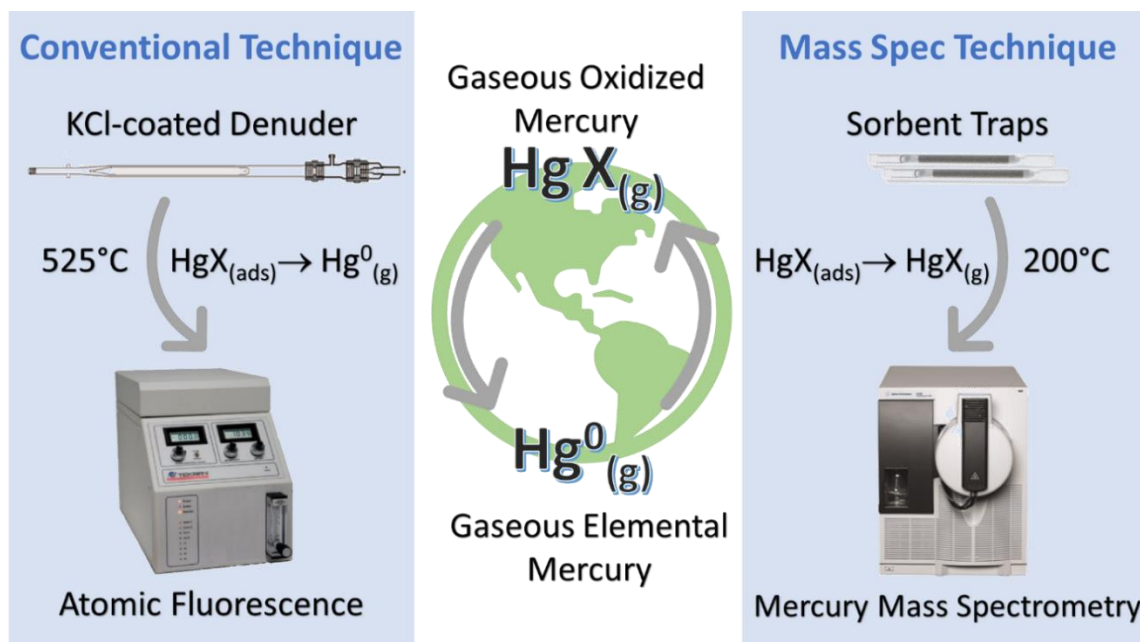 Conventional Technique
KCl-coated Denuder
525°C
HgX(ads)→ Hg⁰(g)
TEKRAN
Atomic Fluorescence
Gaseous Oxidized
Mercury
Hg X(g)
Hg⁰(g)
Gaseous Elemental
Mercury
Mass Spec Technique
Sorbent Traps
HgX(ads)→ HgX(g)
200°C
Mercury Mass Spectrometry